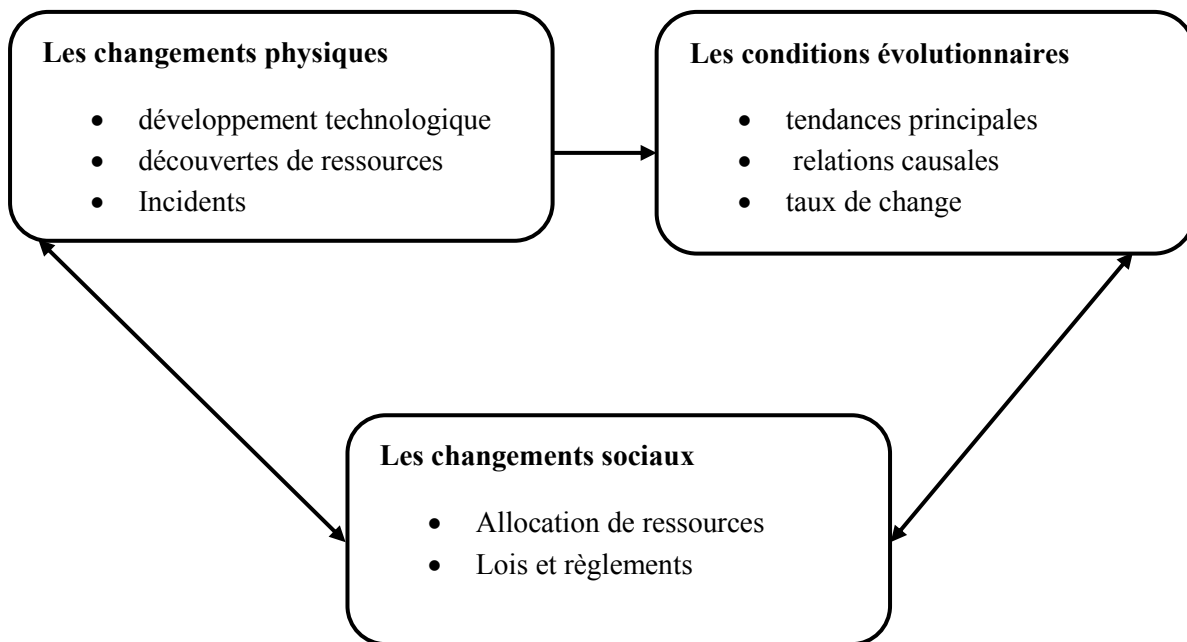 Les changements physiques
• développement technologique
• découvertes de ressources
• Incidents
Les conditions évolutionnaires
• tendances principales
• relations causales
• taux de change
Les changements sociaux
• Allocation de ressources
• Lois et règlements